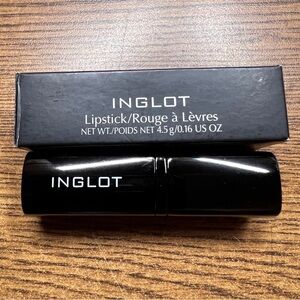 INGLOT
Lipstick/Rouge à Lèvres
NET WT./POIDS NET 4.5 g/0.16 US OZ
INGLOT